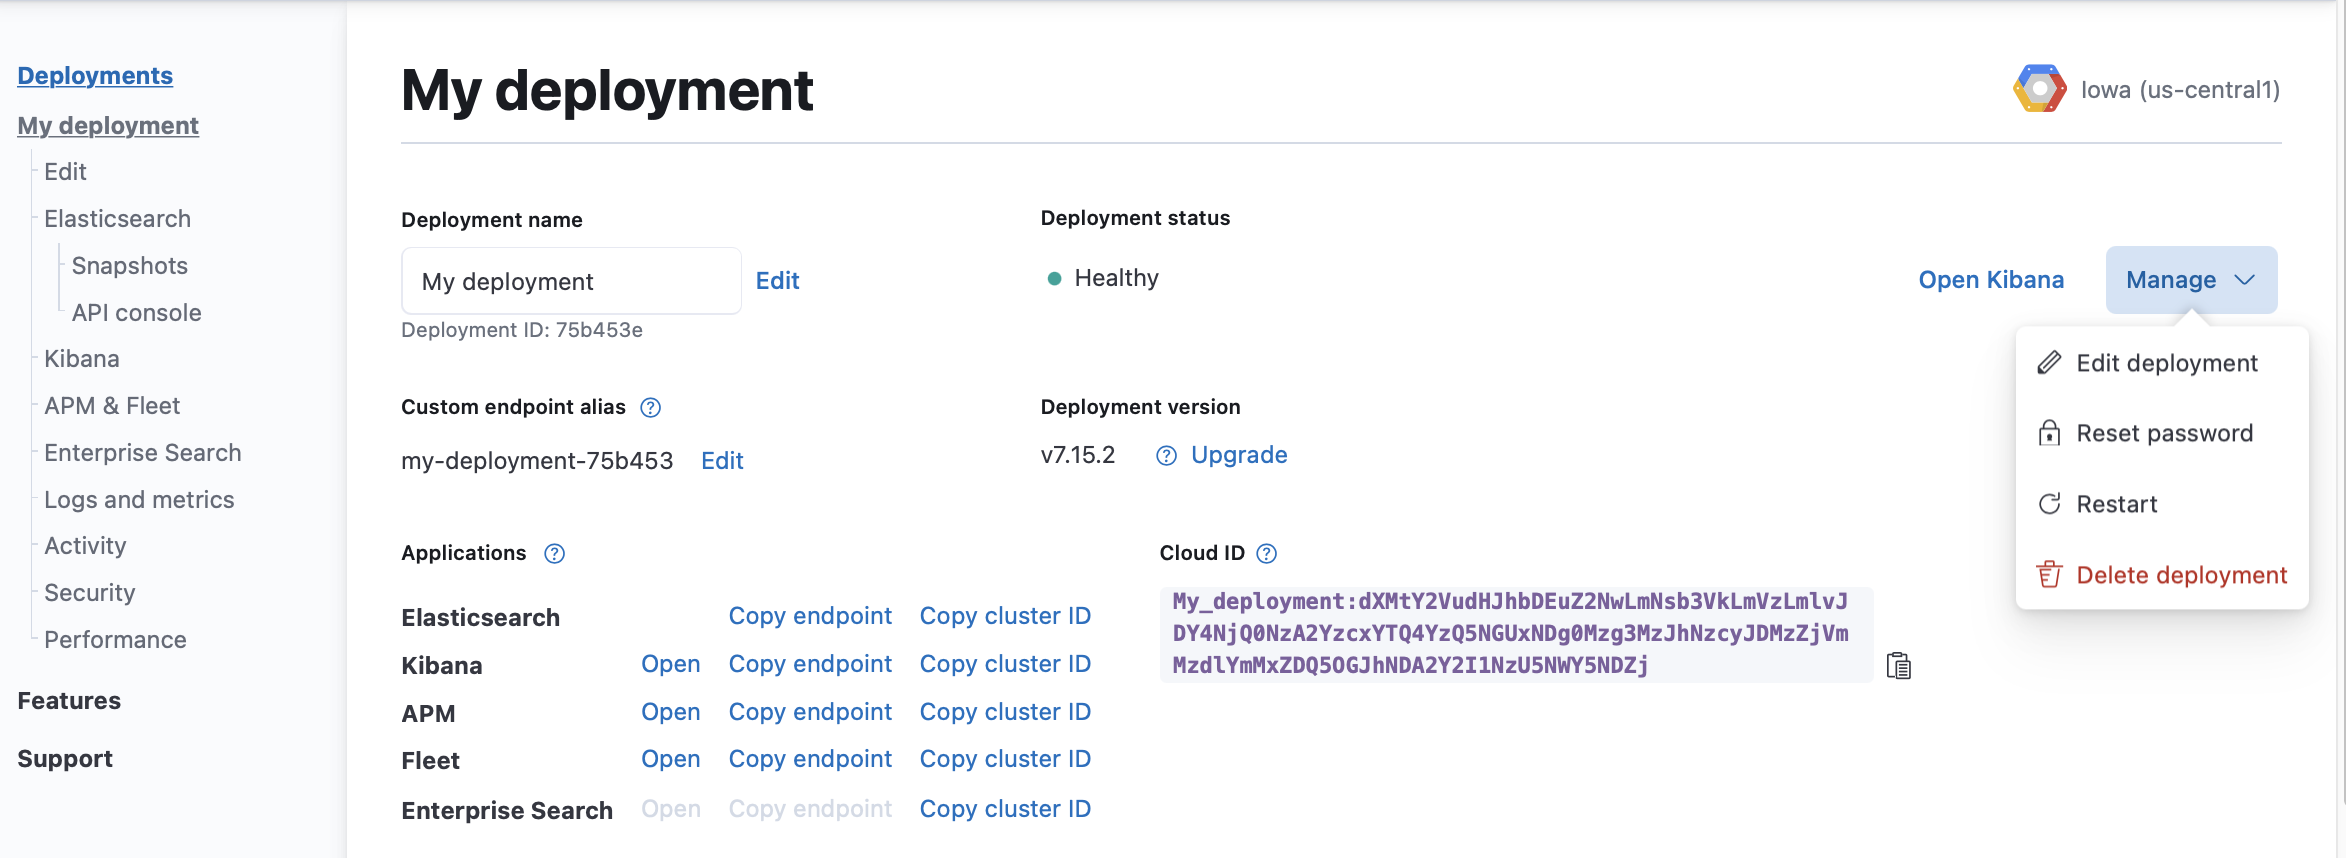 Deployments
My deployment
Edit
Elasticsearch
Snapshots
API console
Kibana
APM & Fleet
Enterprise Search
Logs and metrics
Activity
Security
Performance
Features
Support
My deployment
Iowa (us-central1)
Deployment name
My deployment
Edit
Deployment ID: 75b453e
Deployment status
Healthy
Open Kibana
Manage
Edit deployment
Reset password
Restart
Delete deployment
Custom endpoint alias
my-deployment-75b453
Edit
Deployment version
v7.15.2
Upgrade
Applications
Elasticsearch Copy endpoint Copy cluster ID
Kibana Open Copy endpoint Copy cluster ID
APM Open Copy endpoint Copy cluster ID
Fleet Open Copy endpoint Copy cluster ID
Enterprise Search Open Copy endpoint Copy cluster ID
Cloud ID
My_deployment:dXMtY2VudHJhbDEuZ2NwLmNsb3VkLmVzLmlvJ
DY4NjQ0NzA2YzcxYTQ4YzQ5NGUxNDg0Mzg3MzJhNzcyJDMzZjVm
MzdlYmMxZDQ5OGJhNDA2Y2I1NzU5NWY5NDZj